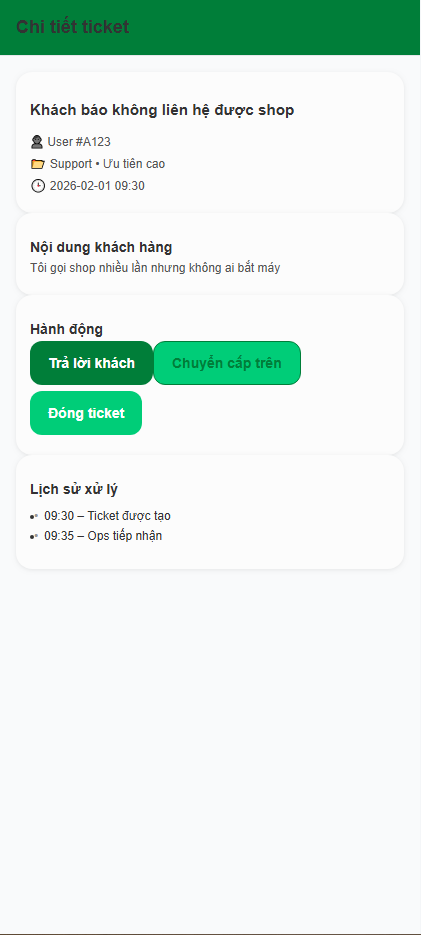 Chi tiết ticket
Khách báo không liên hệ được shop
User #A123
Support • Ưu tiên cao
2026-02-01 09:30
Nội dung khách hàng
Tôi gọi shop nhiều lần nhưng không ai bắt máy
Hành động
Trả lời khách
Chuyển cấp trên
Đóng ticket
Lịch sử xử lý
• 09:30 – Ticket được tạo
• 09:35 – Ops tiếp nhận